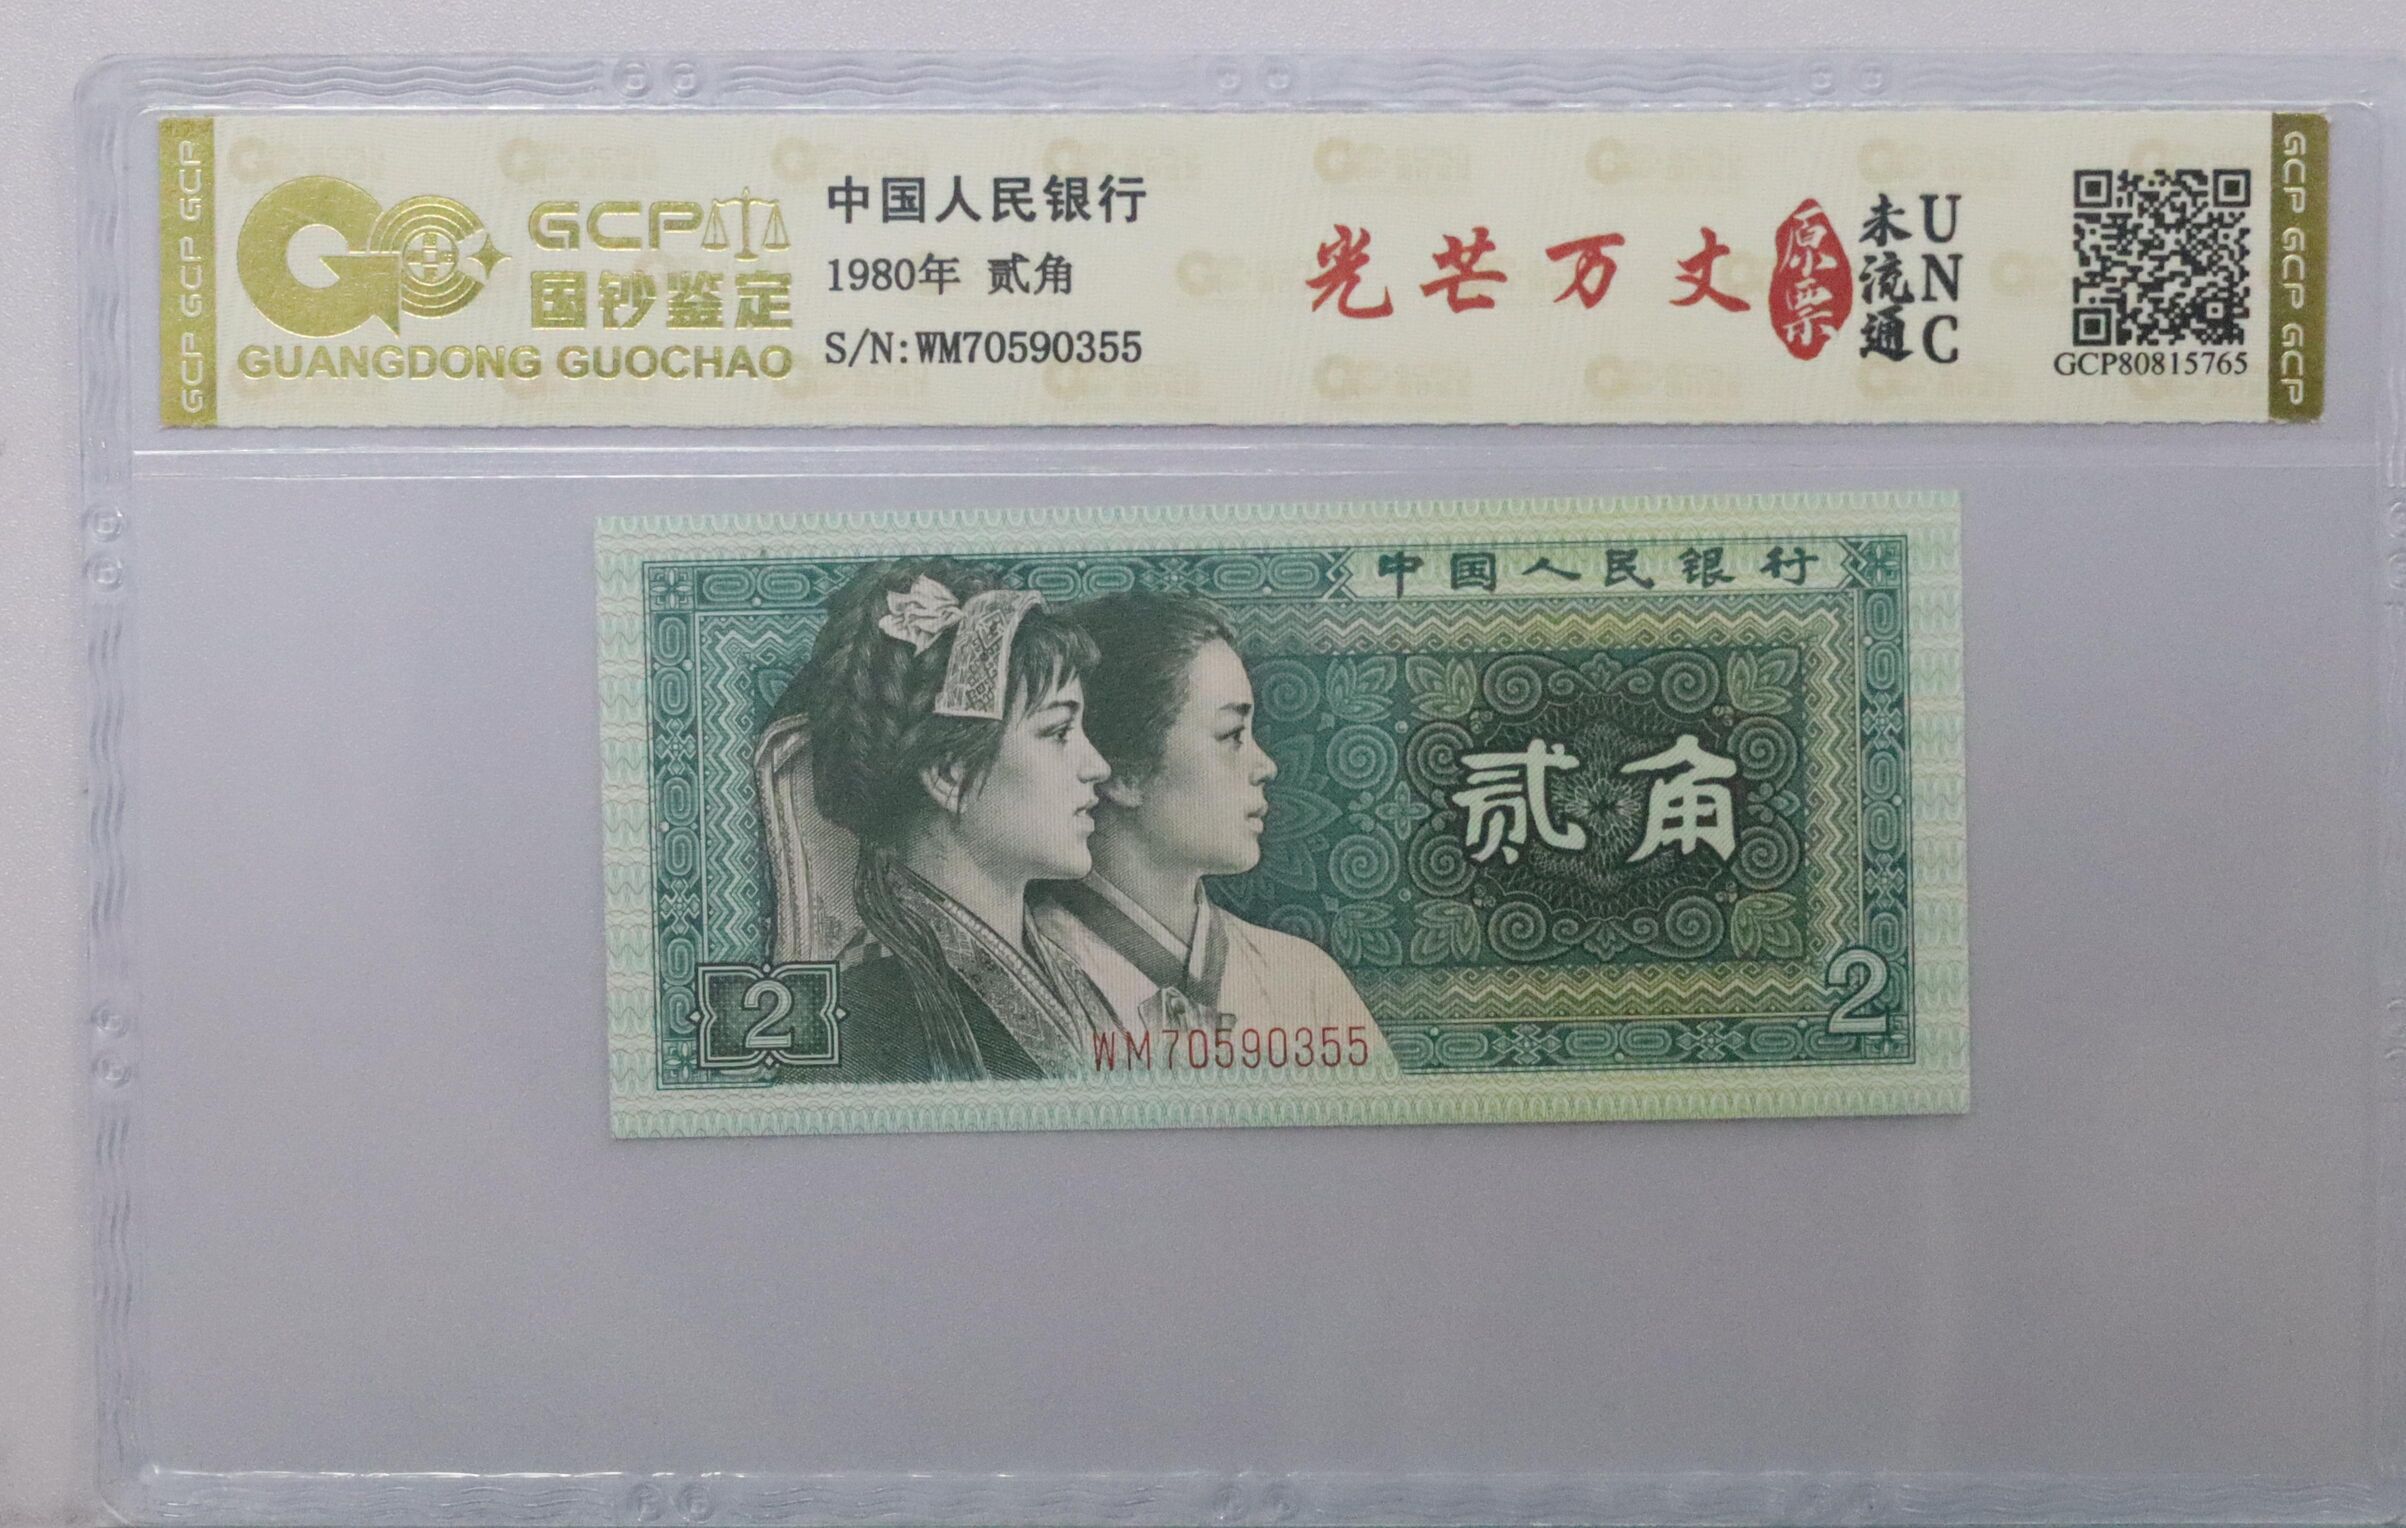 GCP GCP GCP
GCP
国钞鉴定
GUANGDONG GUOCHAO
中国人民银行
1980年 贰角
S/N:WM70590355
光芒万丈
原票
未流通
UNC
GCP80815765
GCP GCP GCP
中国人民银行
贰角
2
WM70590355
2